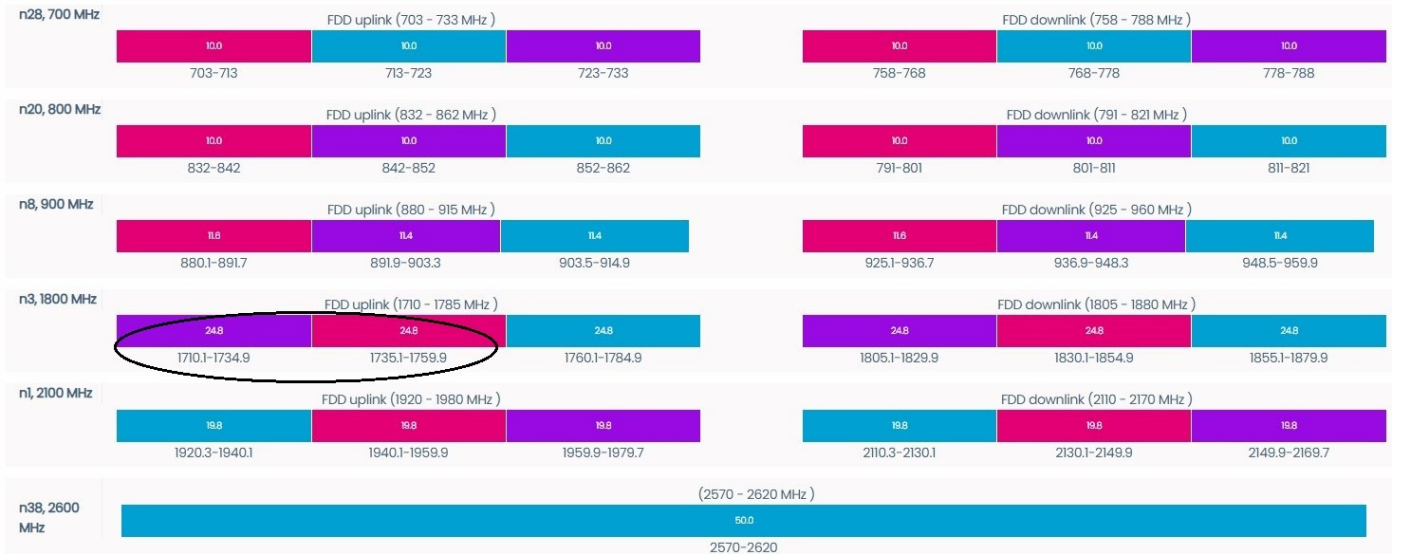 n28, 700 MHz
FDD uplink (703 - 733 MHz )
FDD downlink (758 - 788 MHz )
10.0 10.0 10.0 10.0 10.0 10.0
703-713 713-723 723-733 758-768 768-778 778-788
n20, 800 MHz
FDD uplink (832 - 862 MHz )
FDD downlink (791 - 821 MHz )
10.0 10.0 10.0 10.0 10.0 10.0
832-842 842-852 852-862 791-801 801-811 811-821
n8, 900 MHz
FDD uplink (880 - 915 MHz )
FDD downlink (925 - 960 MHz )
11.6 11.4 11.4 11.6 11.4 11.4
880.1-891.7 891.9-903.3 903.5-914.9 925.1-936.7 936.9-948.3 948.5-959.9
n3, 1800 MHz
FDD uplink (1710 - 1785 MHz )
FDD downlink (1805 - 1880 MHz )
24.8 24.8 24.8 24.8 24.8 24.8
1710.1-1734.9 1735.1-1759.9 1760.1-1784.9 1805.1-1829.9 1830.1-1854.9 1855.1-1879.9
n1, 2100 MHz
FDD uplink (1920 - 1980 MHz )
FDD downlink (2110 - 2170 MHz )
19.8 19.8 19.8 19.8 19.8 19.8
1920.3-1940.1 1940.1-1959.9 1959.9-1979.7 2110.3-2130.1 2130.1-2149.9 2149.9-2169.7
n38, 2600
MHz
(2570 - 2620 MHz )
50.0
2570-2620